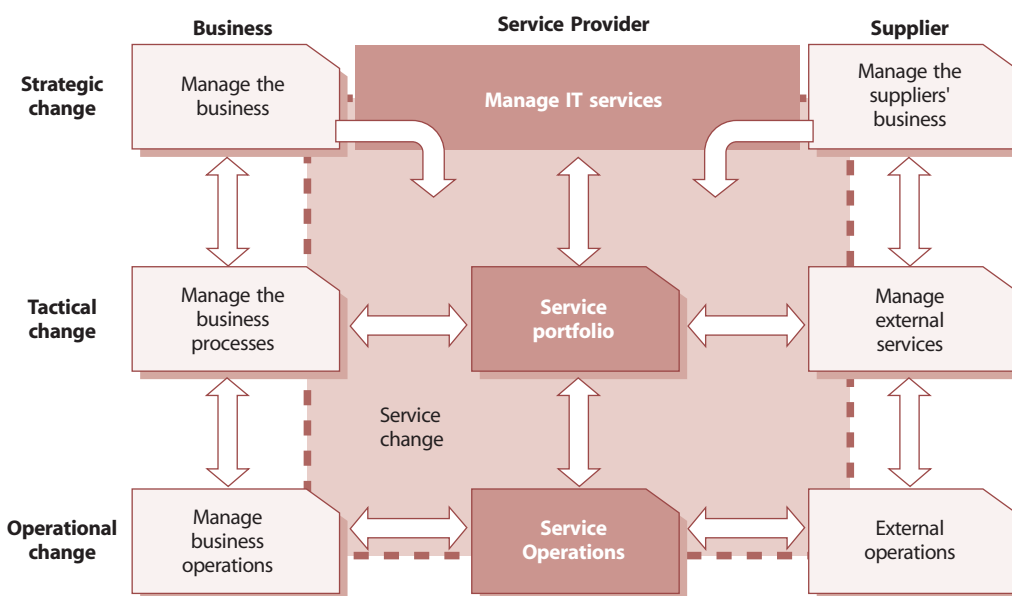 Business
Service Provider
Supplier
Strategic
change
Manage the
business
Manage IT services
Manage the
suppliers'
business
Tactical
change
Manage the
business
processes
Service
portfolio
Manage
external
services
Service
change
Operational
change
Manage
business
operations
Service
Operations
External
operations